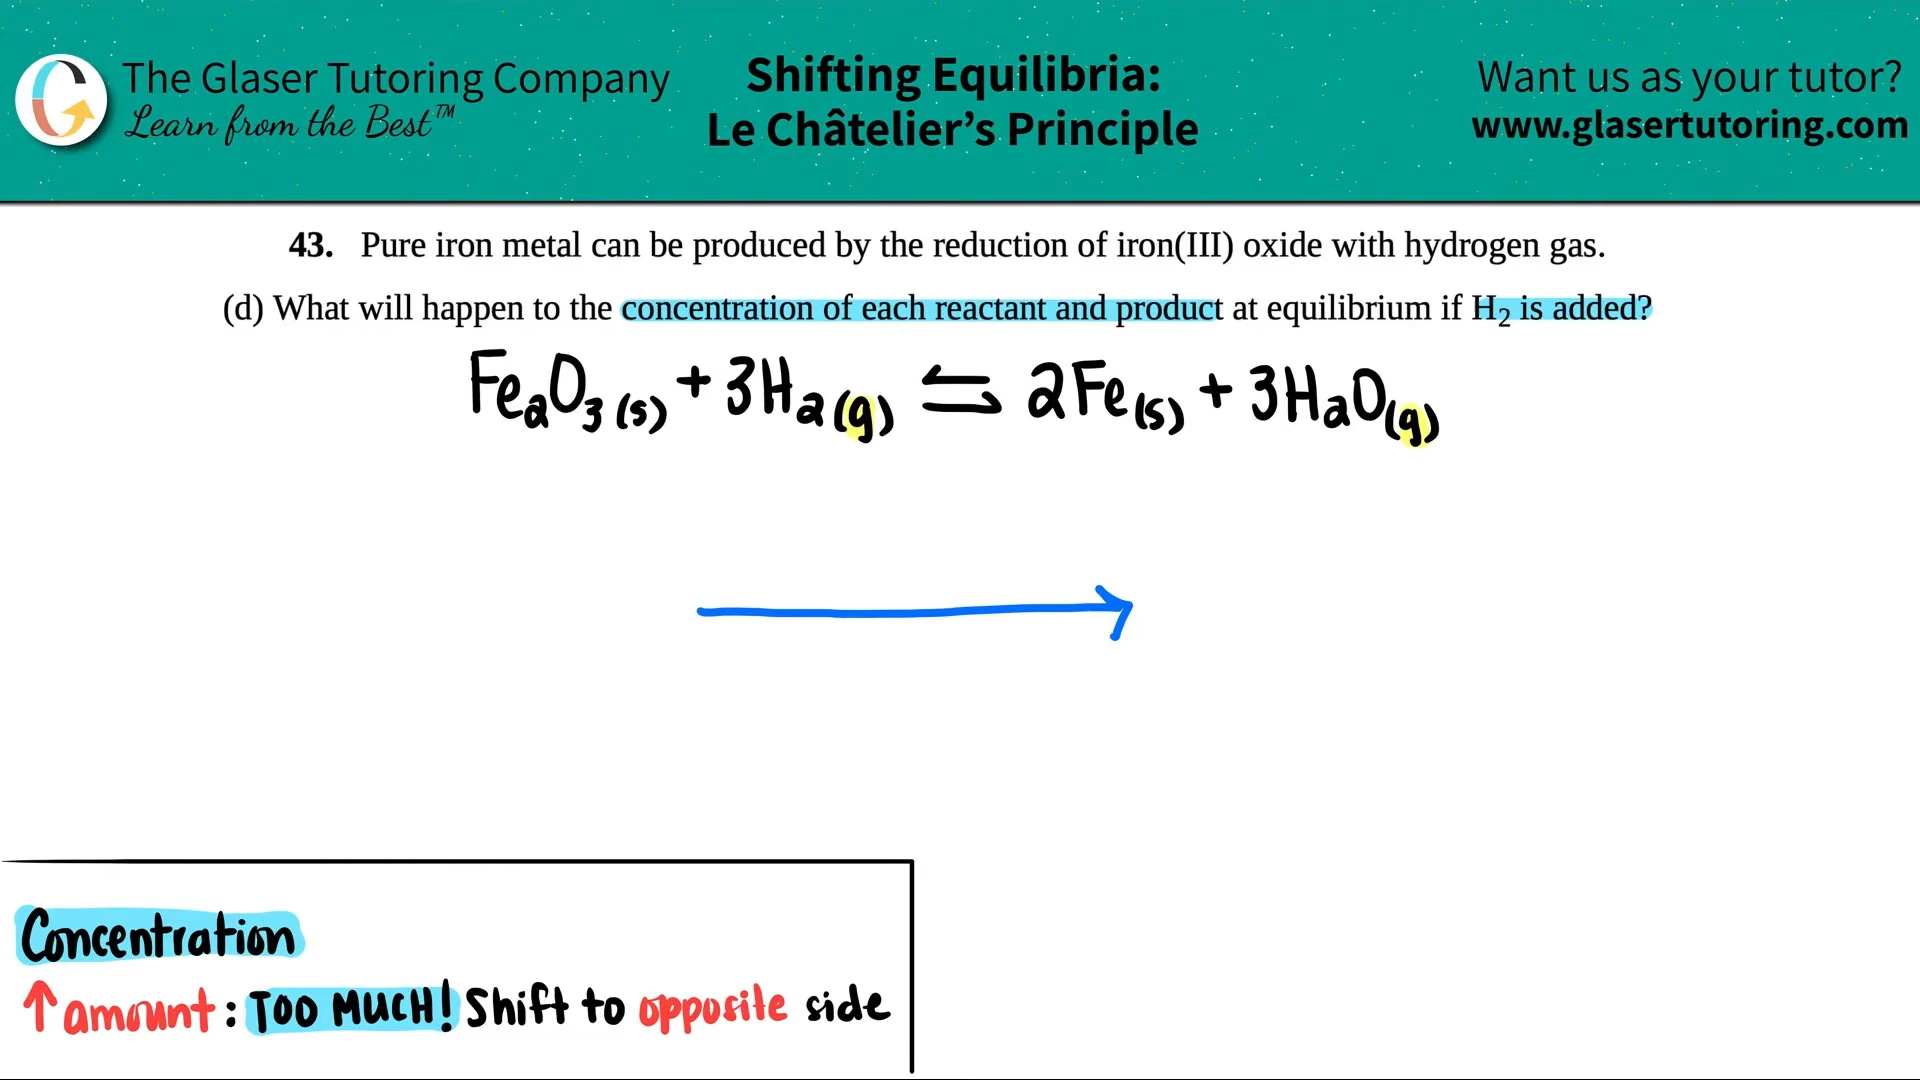 The Glaser Tutoring Company
Learn from the Best™
Shifting Equilibria:
Le Châtelier's Principle
Want us as your tutor?
www.glasertutoring.com
43. Pure iron metal can be produced by the reduction of iron(III) oxide with hydrogen gas.
(d) What will happen to the concentration of each reactant and product at equilibrium if H₂ is added?
Fe₂O₃(s) + 3H₂(g) ⇌ 2Fe(s) + 3H₂O(g)
Concentration
↑ amount: TOO MUCH! Shift to opposite side